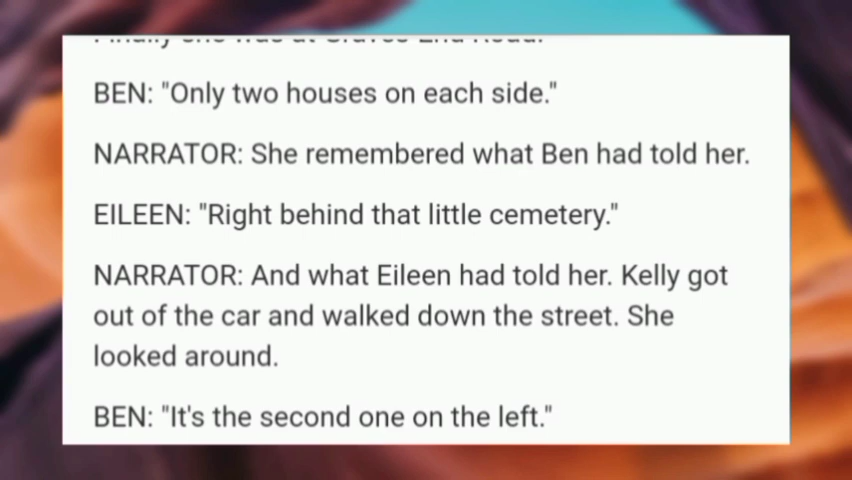 BEN: "Only two houses on each side."
NARRATOR: She remembered what Ben had told her.
EILEEN: "Right behind that little cemetery."
NARRATOR: And what Eileen had told her. Kelly got
out of the car and walked down the street. She
looked around.
BEN: "It's the second one on the left."